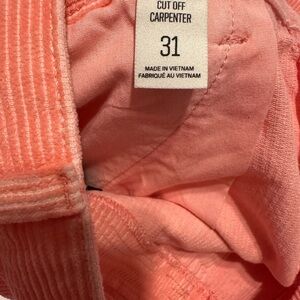 CUT OFF
CARPENTER
31
MADE IN VIETNAM
FABRIQUÉ AU VIETNAM